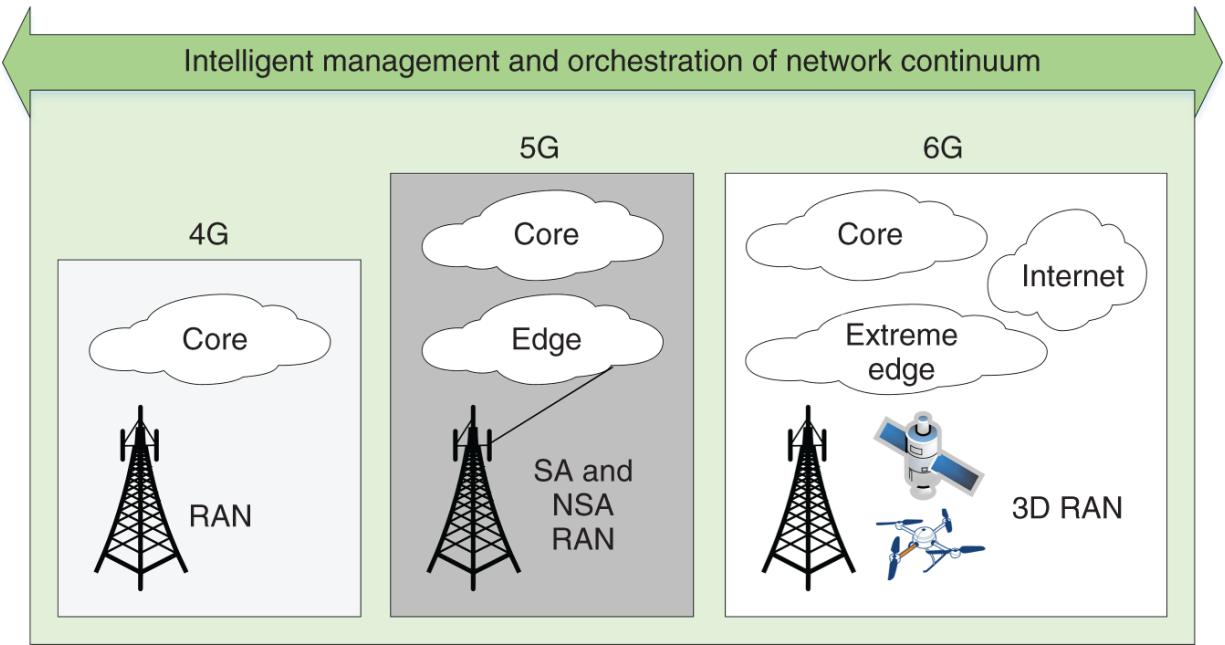 Intelligent management and orchestration of network continuum
4G
Core
RAN
5G
Core
Edge
SA and
NSA
RAN
6G
Core
Internet
Extreme
edge
3D RAN